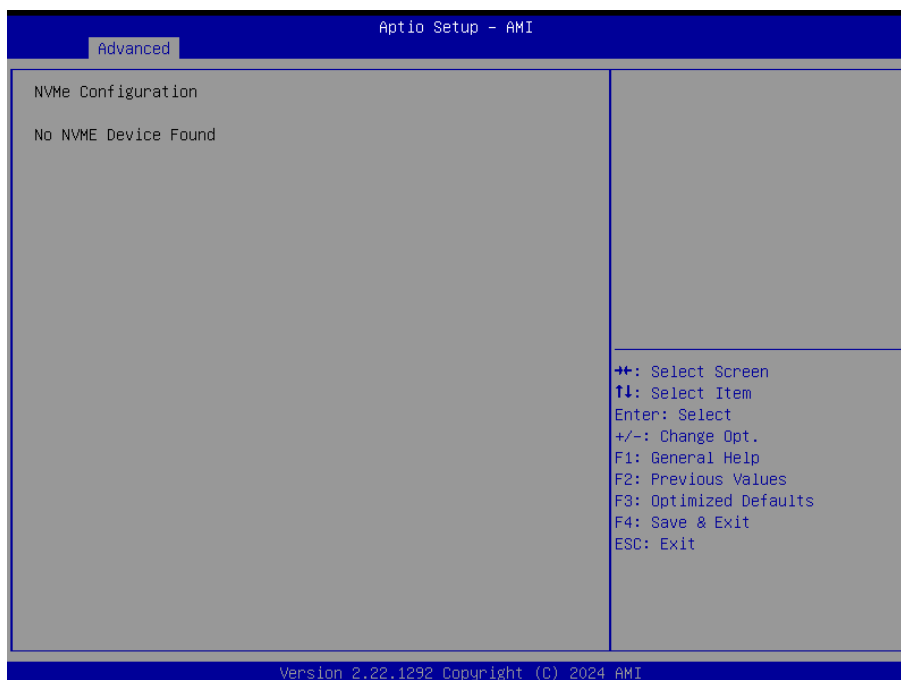 Aptio Setup – AMI
Advanced
NVMe Configuration
No NVME Device Found
→←: Select Screen
↑↓: Select Item
Enter: Select
+/-: Change Opt.
F1: General Help
F2: Previous Values
F3: Optimized Defaults
F4: Save & Exit
ESC: Exit
Version 2.22.1292 Copyright (C) 2024 AMI